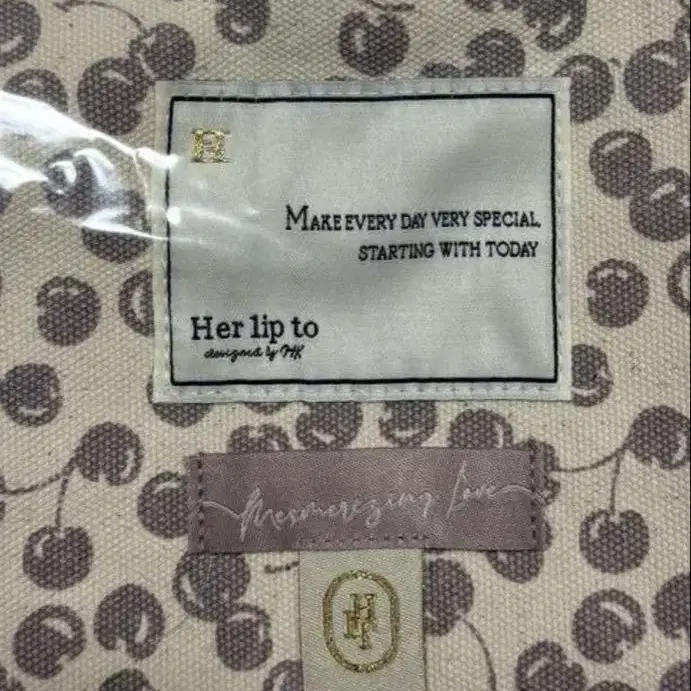 H
MAKE EVERY DAY VERY SPECIAL,
STARTING WITH TODAY
Her lip to
designed by HK
Mesmerizing Love